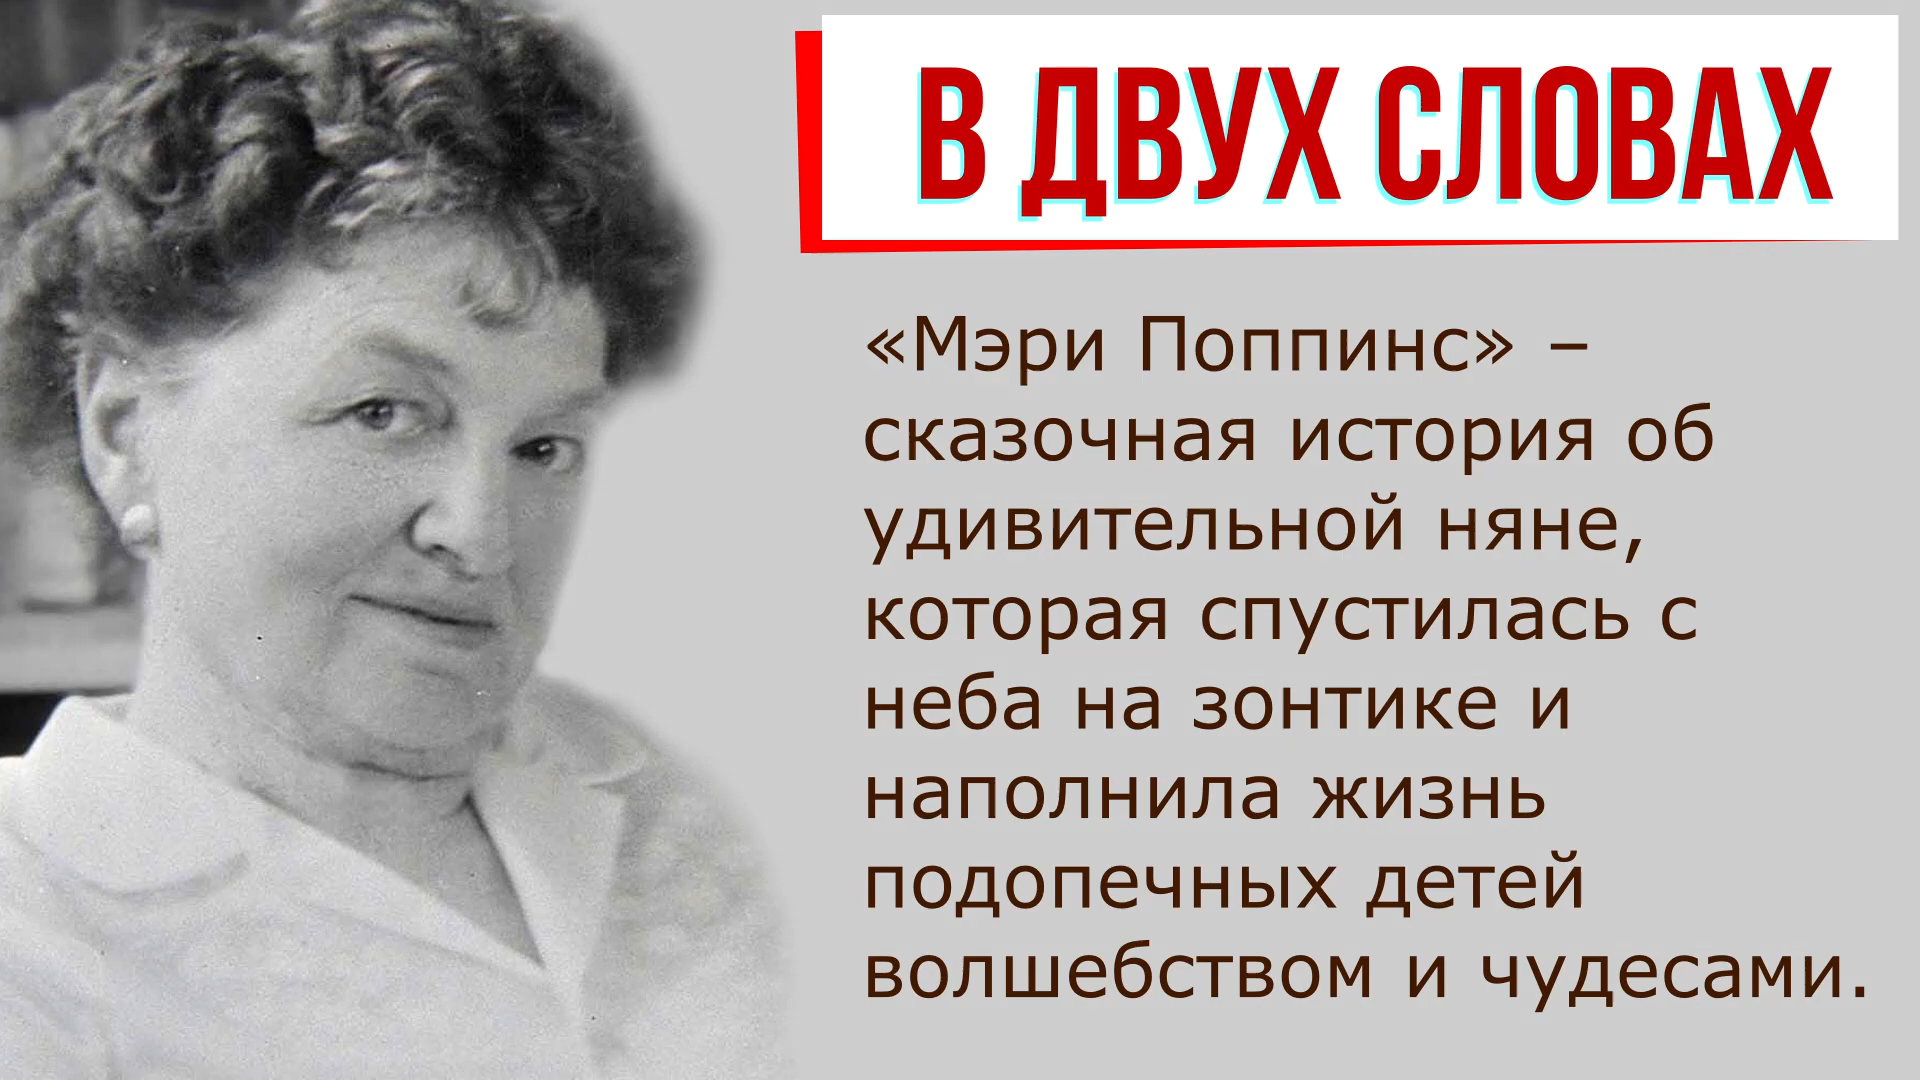 В ДВУХ СЛОВАХ
«Мэри Поппинс» –
сказочная история об
удивительной няне,
которая спустилась с
неба на зонтике и
наполнила жизнь
подопечных детей
волшебством и чудесами.